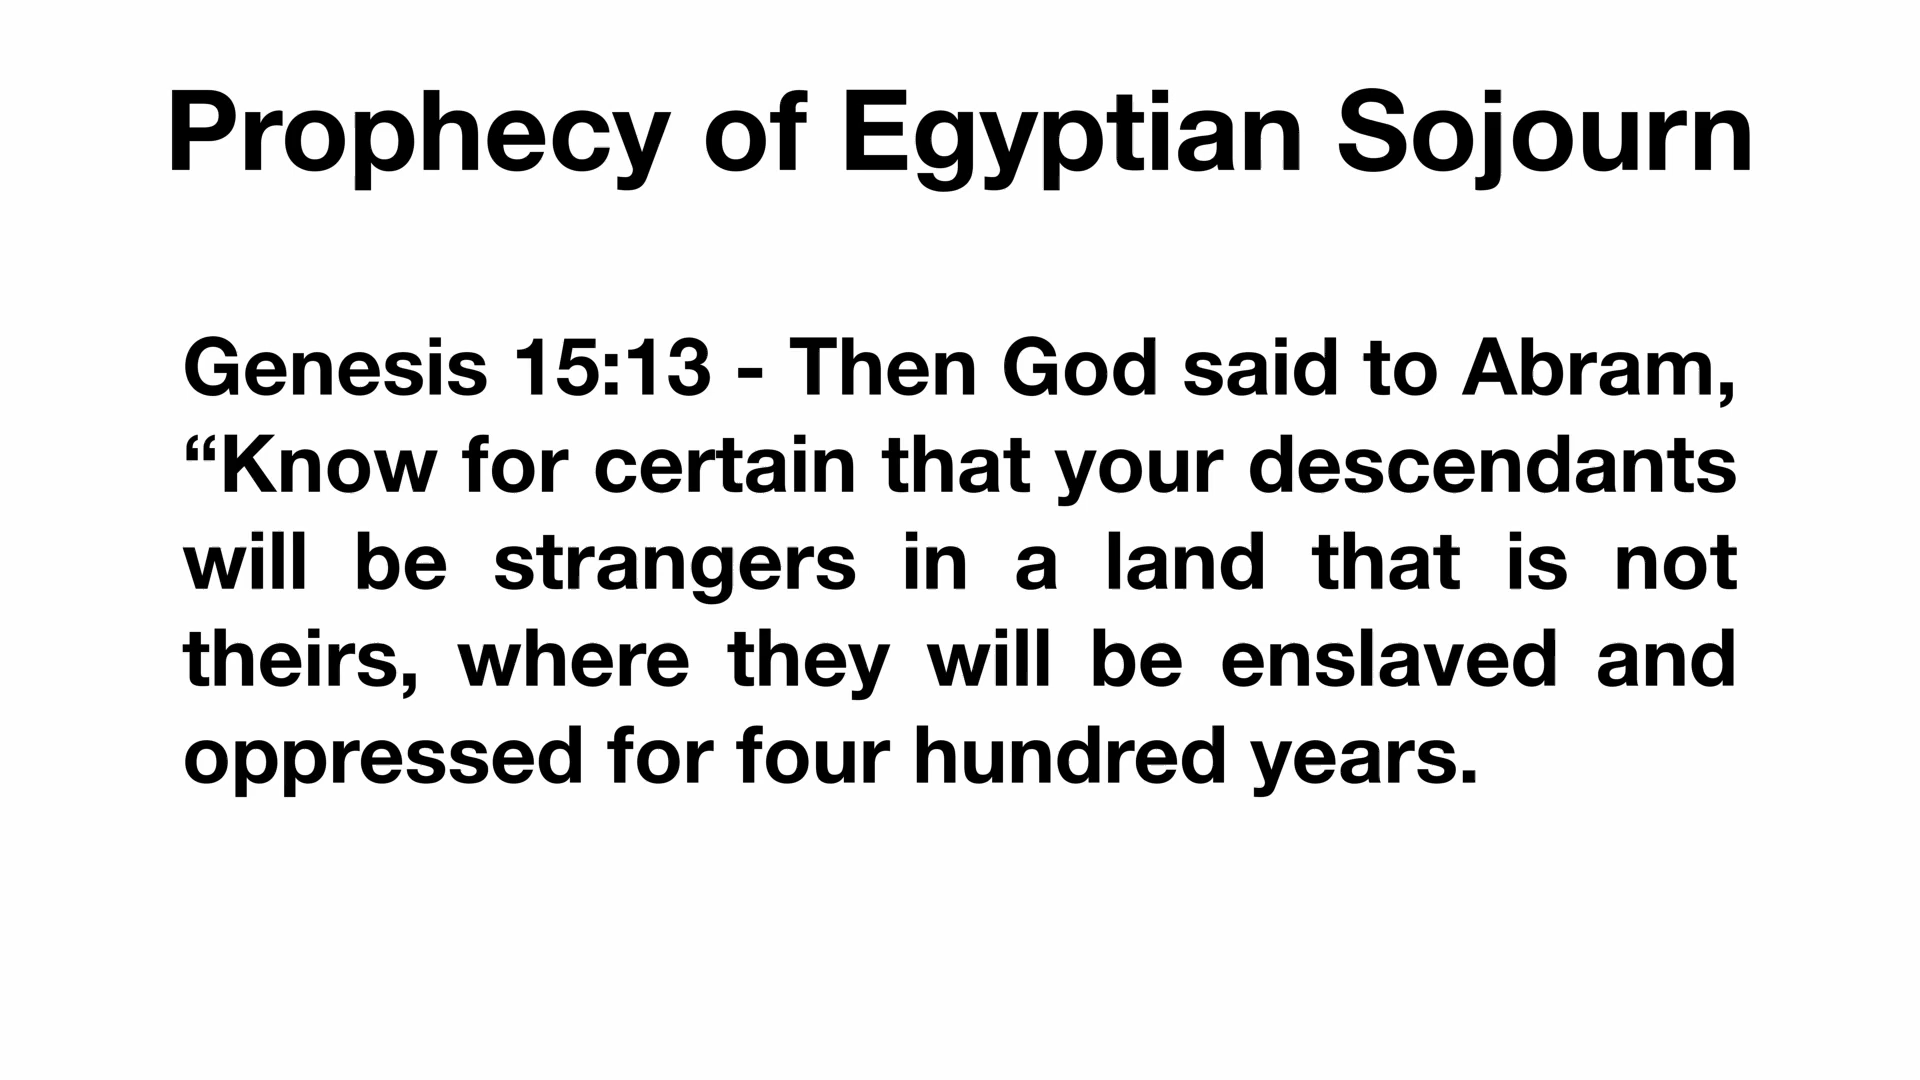 Prophecy of Egyptian Sojourn
Genesis 15:13 - Then God said to Abram,
“Know for certain that your descendants
will be strangers in a land that is not
theirs, where they will be enslaved and
oppressed for four hundred years.